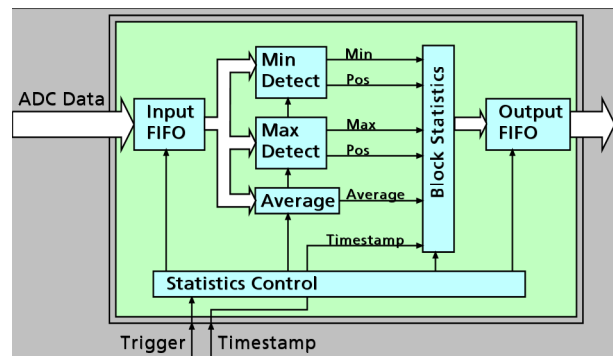 ADC Data
Input
FIFO
Min
Detect
Min
Pos
Max
Detect
Max
Pos
Average
Average
Timestamp
Block Statistics
Output
FIFO
Statistics Control
Trigger
Timestamp